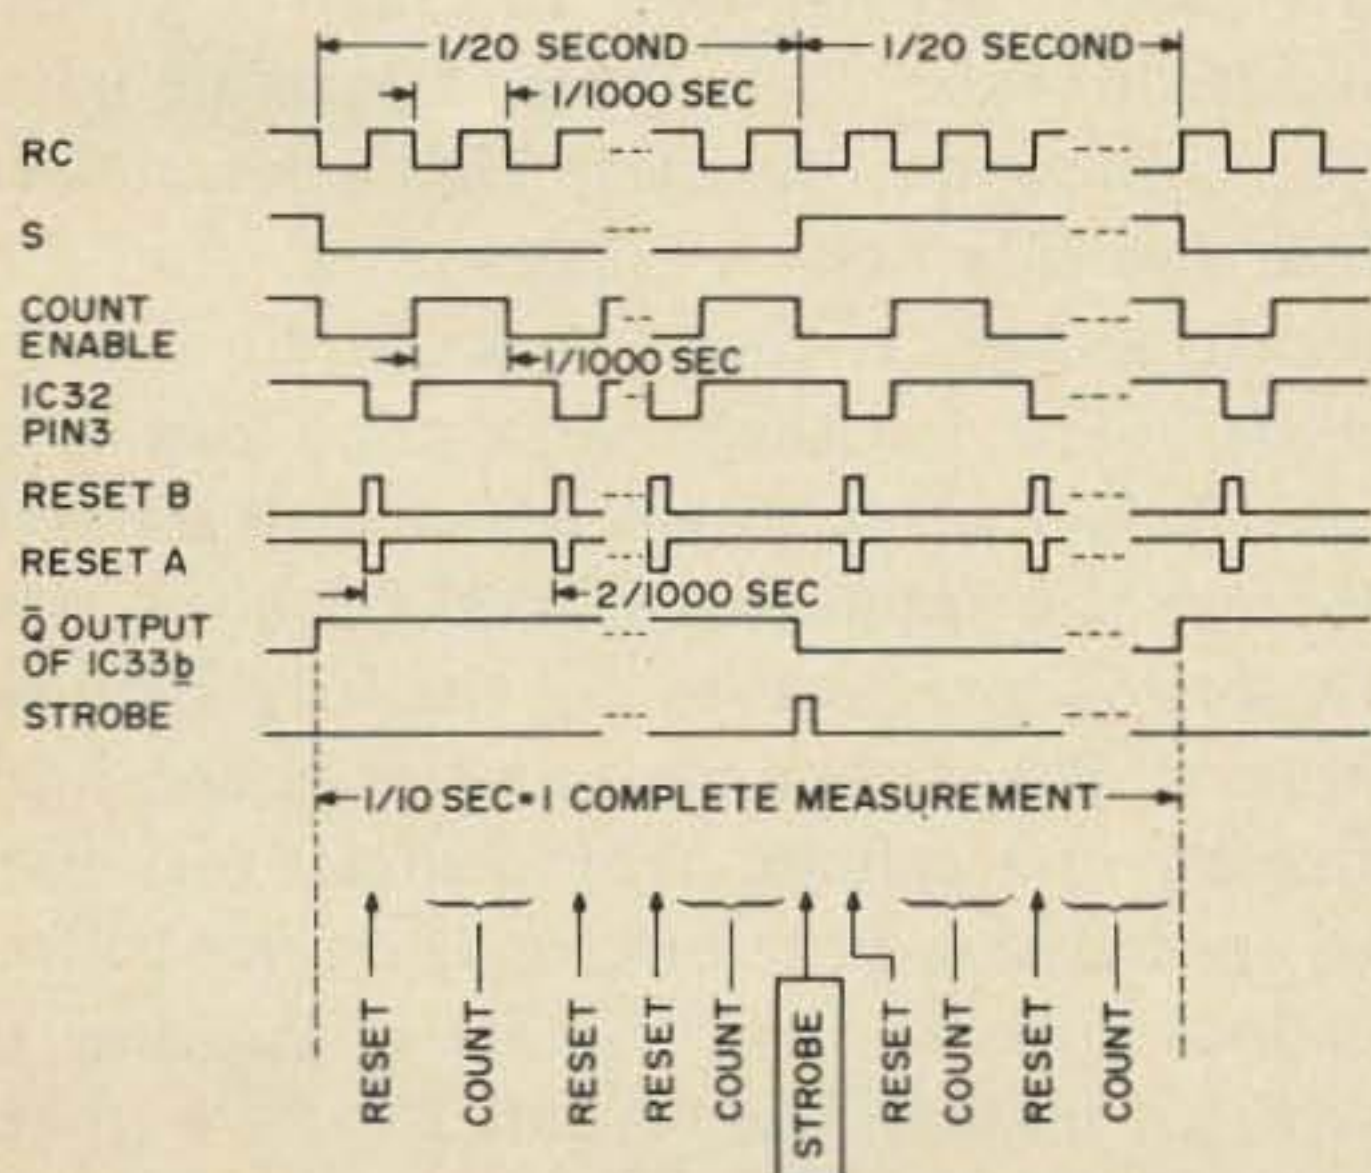 1/20 SECOND 1/20 SECOND
1/1000 SEC
RC
S
COUNT
ENABLE
1/1000 SEC
IC32
PIN3
RESET B
RESET A
2/1000 SEC
Q̅ OUTPUT
OF IC33b
STROBE
1/10 SEC=1 COMPLETE MEASUREMENT
RESET
COUNT
RESET
RESET
COUNT
STROBE
RESET
COUNT
RESET
COUNT